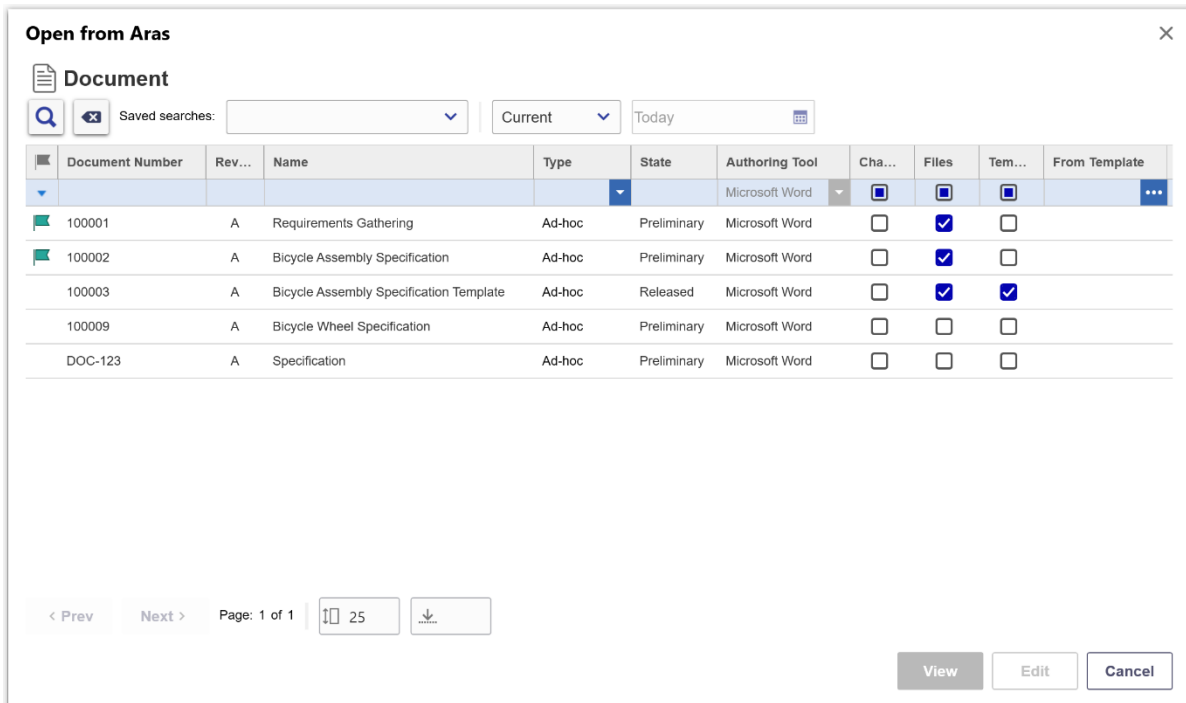 Open from Aras
Document
Saved searches: Current Today
Document Number Rev... Name Type State Authoring Tool Cha... Files Tem... From Template
Microsoft Word
100001 A Requirements Gathering Ad-hoc Preliminary Microsoft Word
100002 A Bicycle Assembly Specification Ad-hoc Preliminary Microsoft Word
100003 A Bicycle Assembly Specification Template Ad-hoc Released Microsoft Word
100009 A Bicycle Wheel Specification Ad-hoc Preliminary Microsoft Word
DOC-123 A Specification Ad-hoc Preliminary Microsoft Word
< Prev Next > Page: 1 of 1 25
View Edit Cancel